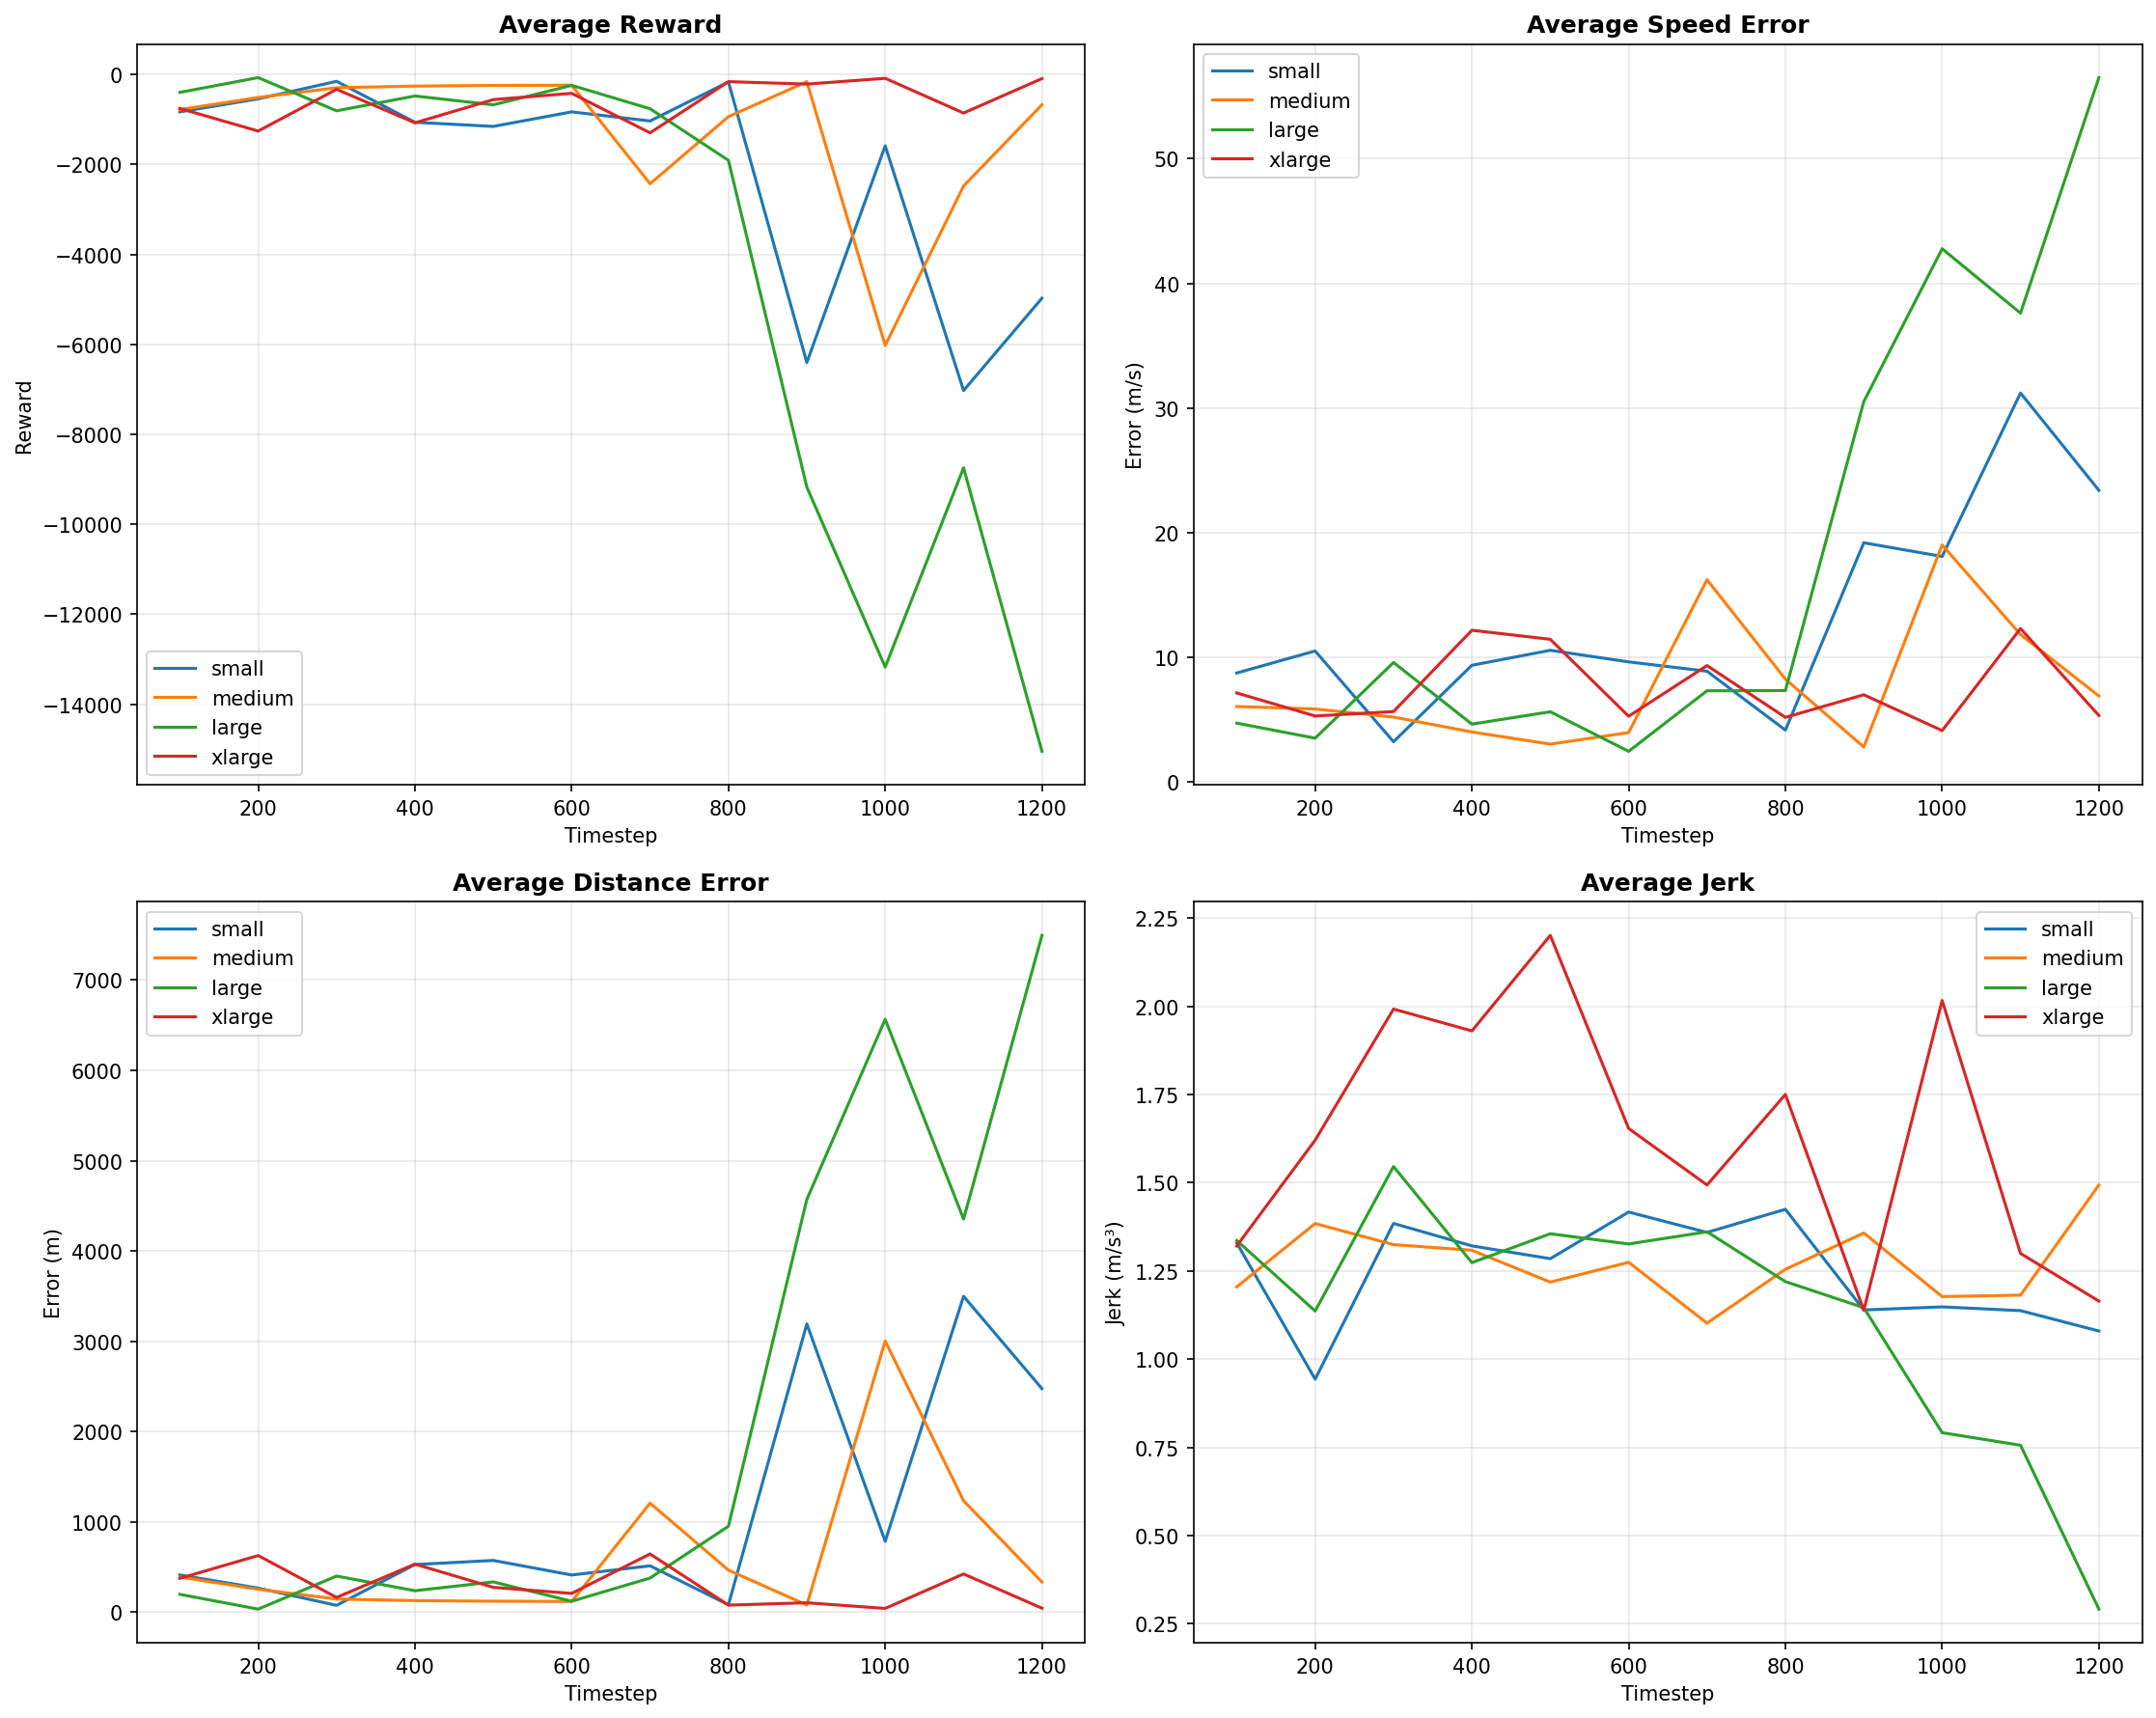 Average Reward
Reward
0
−2000
−4000
−6000
−8000
−10000
−12000
−14000
small
medium
large
xlarge
200 400 600 800 1000 1200
Timestep
Average Speed Error
Error (m/s)
50
40
30
20
10
0
small
medium
large
xlarge
200 400 600 800 1000 1200
Timestep
Average Distance Error
Error (m)
7000
6000
5000
4000
3000
2000
1000
0
small
medium
large
xlarge
200 400 600 800 1000 1200
Timestep
Average Jerk
Jerk (m/s³)
2.25
2.00
1.75
1.50
1.25
1.00
0.75
0.50
0.25
small
medium
large
xlarge
200 400 600 800 1000 1200
Timestep